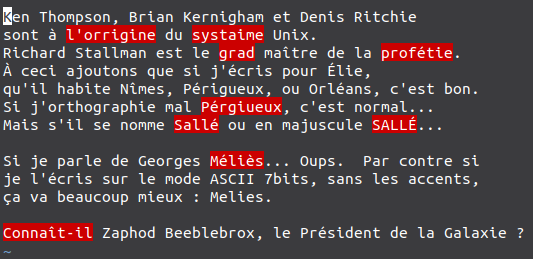 Ken Thompson, Brian Kernigham et Denis Ritchie
sont à l'orrigine du systaime Unix.
Richard Stallman est le grad maître de la profétie.
À ceci ajoutons que si j'écris pour Élie,
qu'il habite Nîmes, Périgueux, ou Orléans, c'est bon.
Si j'orthographie mal Pérgiueux, c'est normal...
Mais s'il se nomme Sallé ou en majuscule SALLÉ...
Si je parle de Georges Méliès... Oups.  Par contre si
je l'écris sur le mode ASCII 7bits, sans les accents,
ça va beaucoup mieux : Melies.
Connaît-il Zaphod Beeblebrox, le Président de la Galaxie ?
~